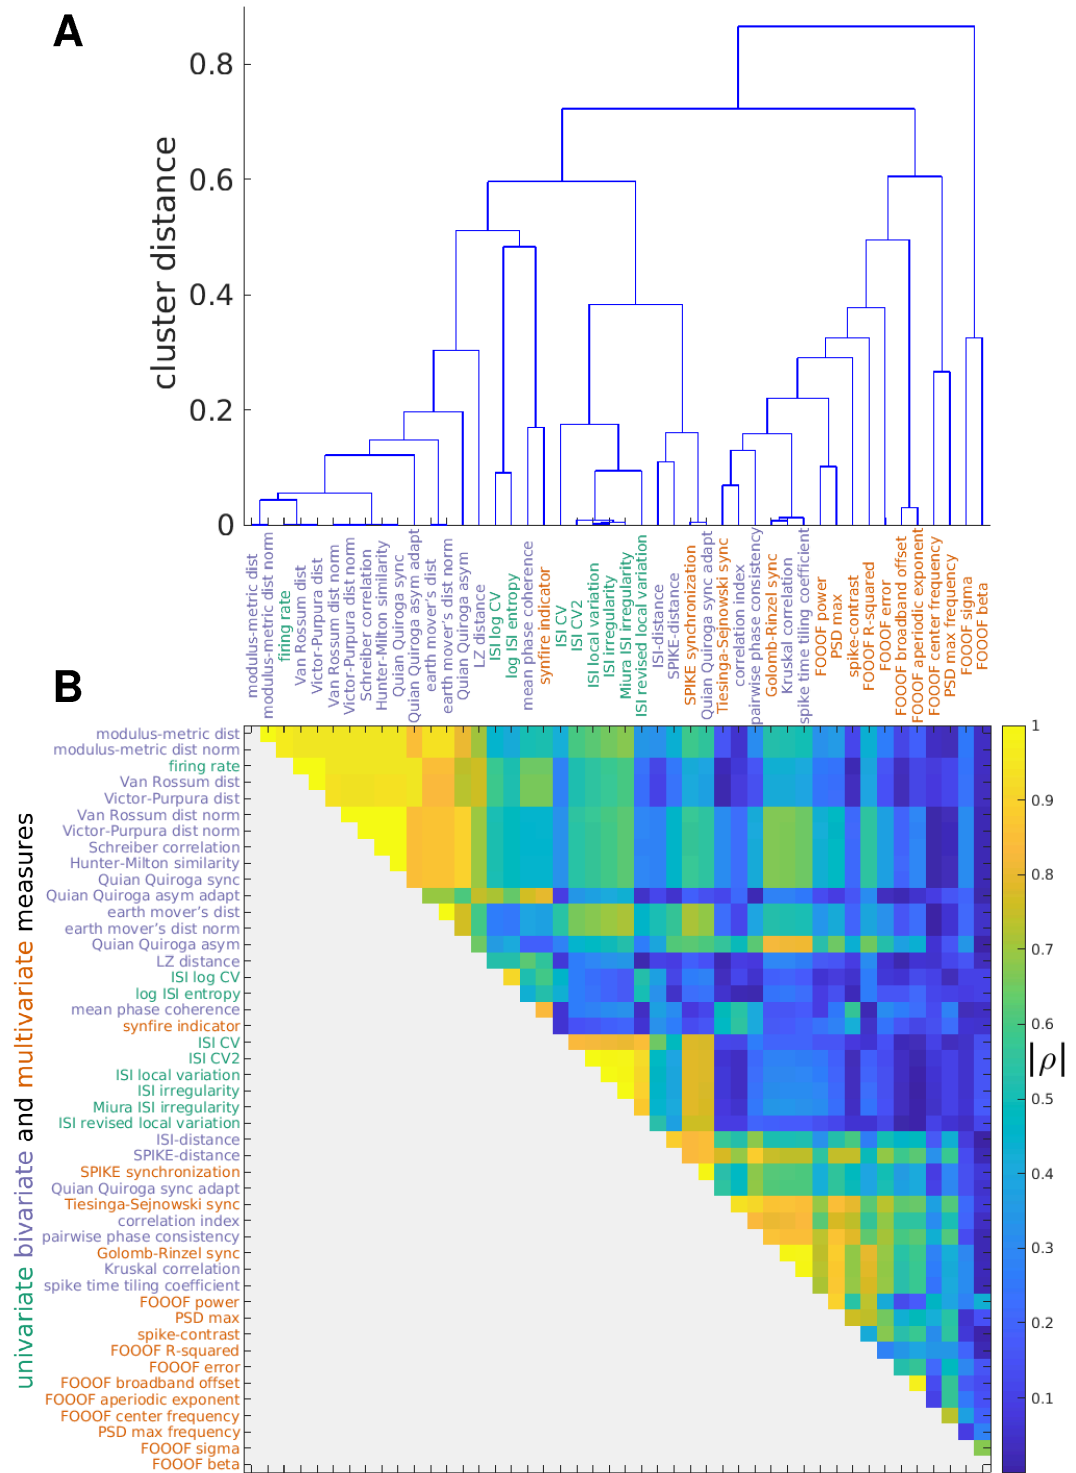 A
cluster distance
0.8
0.6
0.4
0.2
0
modulus-metric dist
modulus-metric dist norm
firing rate
Van Rossum dist
Victor-Purpura dist
Van Rossum dist norm
Victor-Purpura dist norm
Schreiber correlation
Hunter-Milton similarity
Quian Quiroga sync
Quian Quiroga asym adapt
earth mover's dist
earth mover's dist norm
Quian Quiroga asym
LZ distance
ISI log CV
log ISI entropy
mean phase coherence
synfire indicator
ISI CV
ISI CV2
ISI local variation
ISI irregularity
Miura ISI irregularity
ISI revised local variation
ISI-distance
SPIKE-distance
SPIKE synchronization
Quian Quiroga sync adapt
Tiesinga-Sejnowski sync
correlation index
pairwise phase consistency
Golomb-Rinzel sync
Kruskal correlation
spike time tiling coefficient
FOOOF power
PSD max
spike-contrast
FOOOF R-squared
FOOOF error
FOOOF broadband offset
FOOOF aperiodic exponent
FOOOF center frequency
PSD max frequency
FOOOF sigma
FOOOF beta
B
univariate bivariate and multivariate measures
modulus-metric dist
modulus-metric dist norm
firing rate
Van Rossum dist
Victor-Purpura dist
Van Rossum dist norm
Victor-Purpura dist norm
Schreiber correlation
Hunter-Milton similarity
Quian Quiroga sync
Quian Quiroga asym adapt
earth mover's dist
earth mover's dist norm
Quian Quiroga asym
LZ distance
ISI log CV
log ISI entropy
mean phase coherence
synfire indicator
ISI CV
ISI CV2
ISI local variation
ISI irregularity
Miura ISI irregularity
ISI revised local variation
ISI-distance
SPIKE-distance
SPIKE synchronization
Quian Quiroga sync adapt
Tiesinga-Sejnowski sync
correlation index
pairwise phase consistency
Golomb-Rinzel sync
Kruskal correlation
spike time tiling coefficient
FOOOF power
PSD max
spike-contrast
FOOOF R-squared
FOOOF error
FOOOF broadband offset
FOOOF aperiodic exponent
FOOOF center frequency
PSD max frequency
FOOOF sigma
FOOOF beta
1
0.9
0.8
0.7
0.6
|ρ|
0.5
0.4
0.3
0.2
0.1